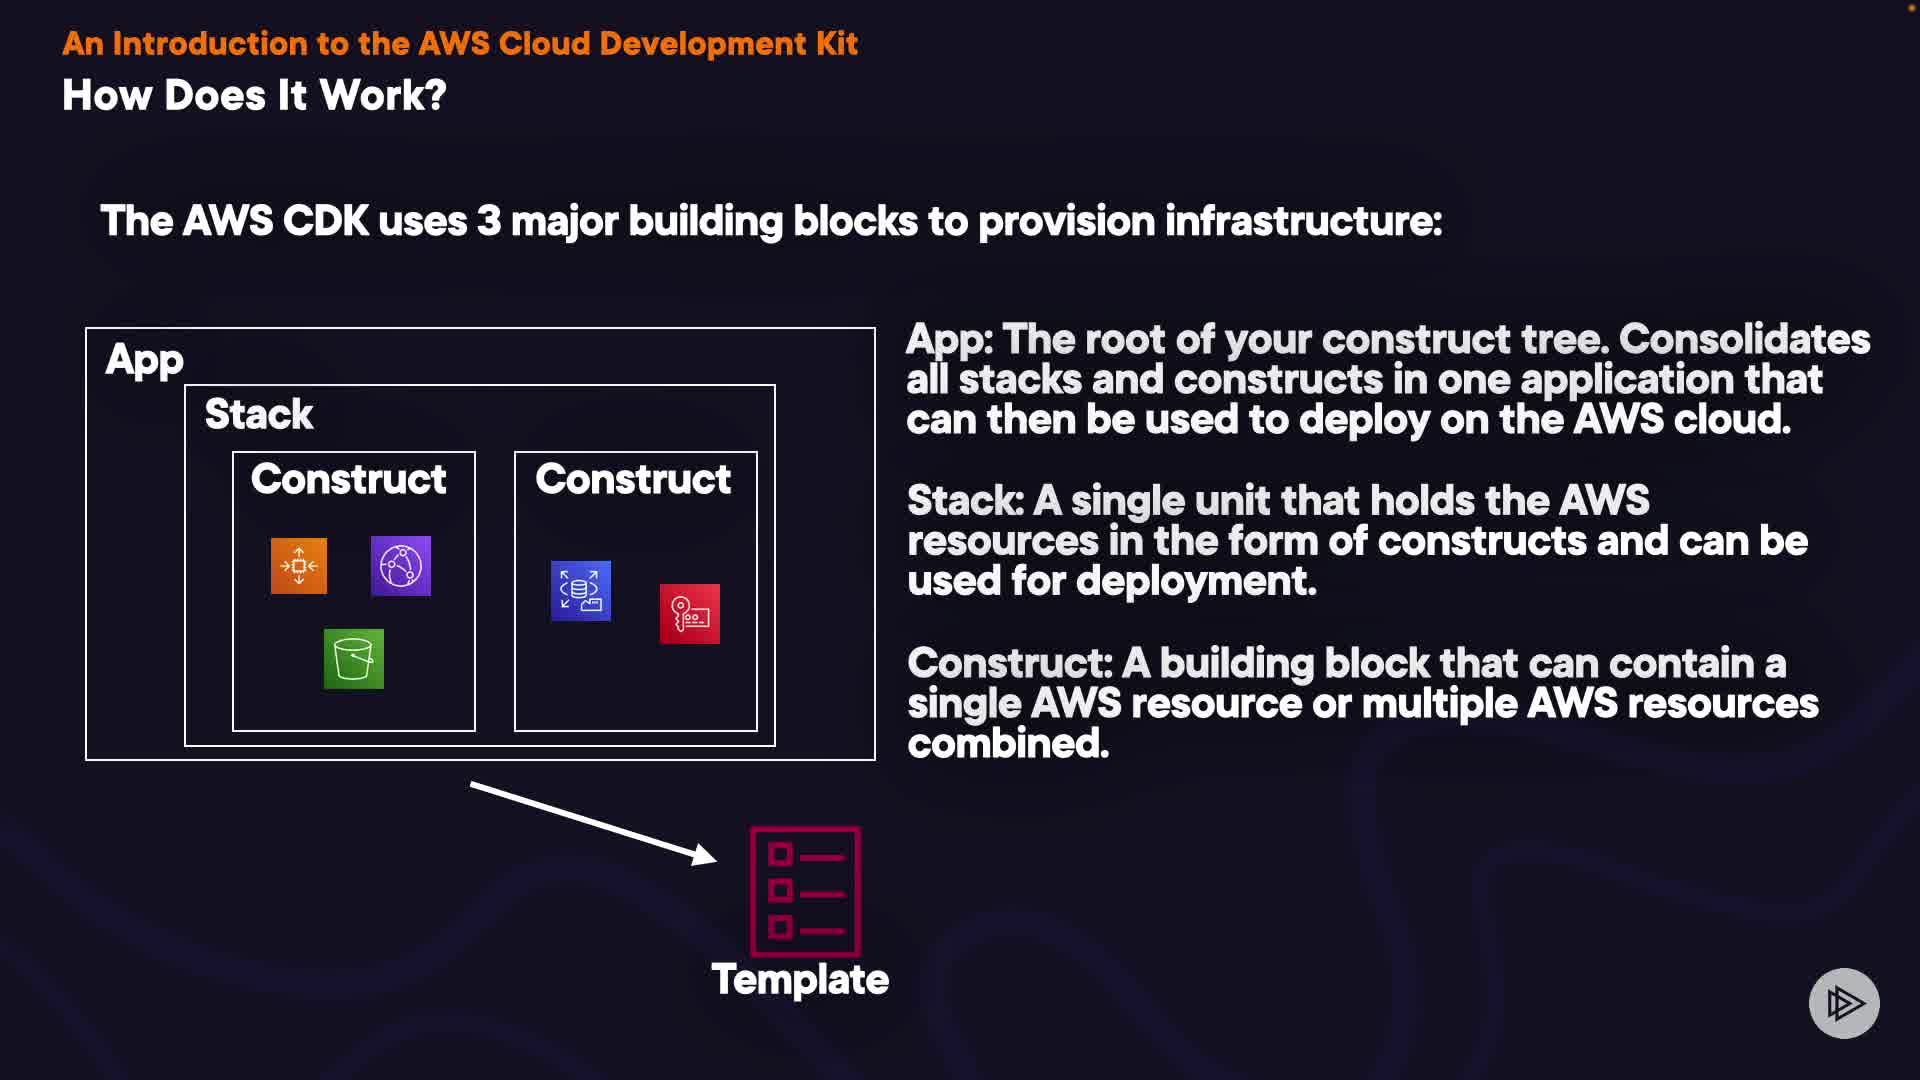 An Introduction to the AWS Cloud Development Kit
How Does It Work?
The AWS CDK uses 3 major building blocks to provision infrastructure:
App
Stack
Construct
Construct
App: The root of your construct tree. Consolidates
all stacks and constructs in one application that
can then be used to deploy on the AWS cloud.
Stack: A single unit that holds the AWS
resources in the form of constructs and can be
used for deployment.
Construct: A building block that can contain a
single AWS resource or multiple AWS resources
combined.
Template